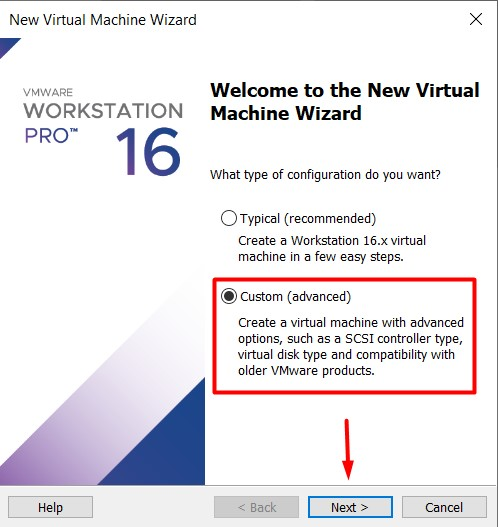 New Virtual Machine Wizard
VMWARE
WORKSTATION
PRO™ 16
Welcome to the New Virtual
Machine Wizard
What type of configuration do you want?
Typical (recommended)
Create a Workstation 16.x virtual
machine in a few easy steps.
Custom (advanced)
Create a virtual machine with advanced
options, such as a SCSI controller type,
virtual disk type and compatibility with
older VMware products.
Help
< Back
Next >
Cancel